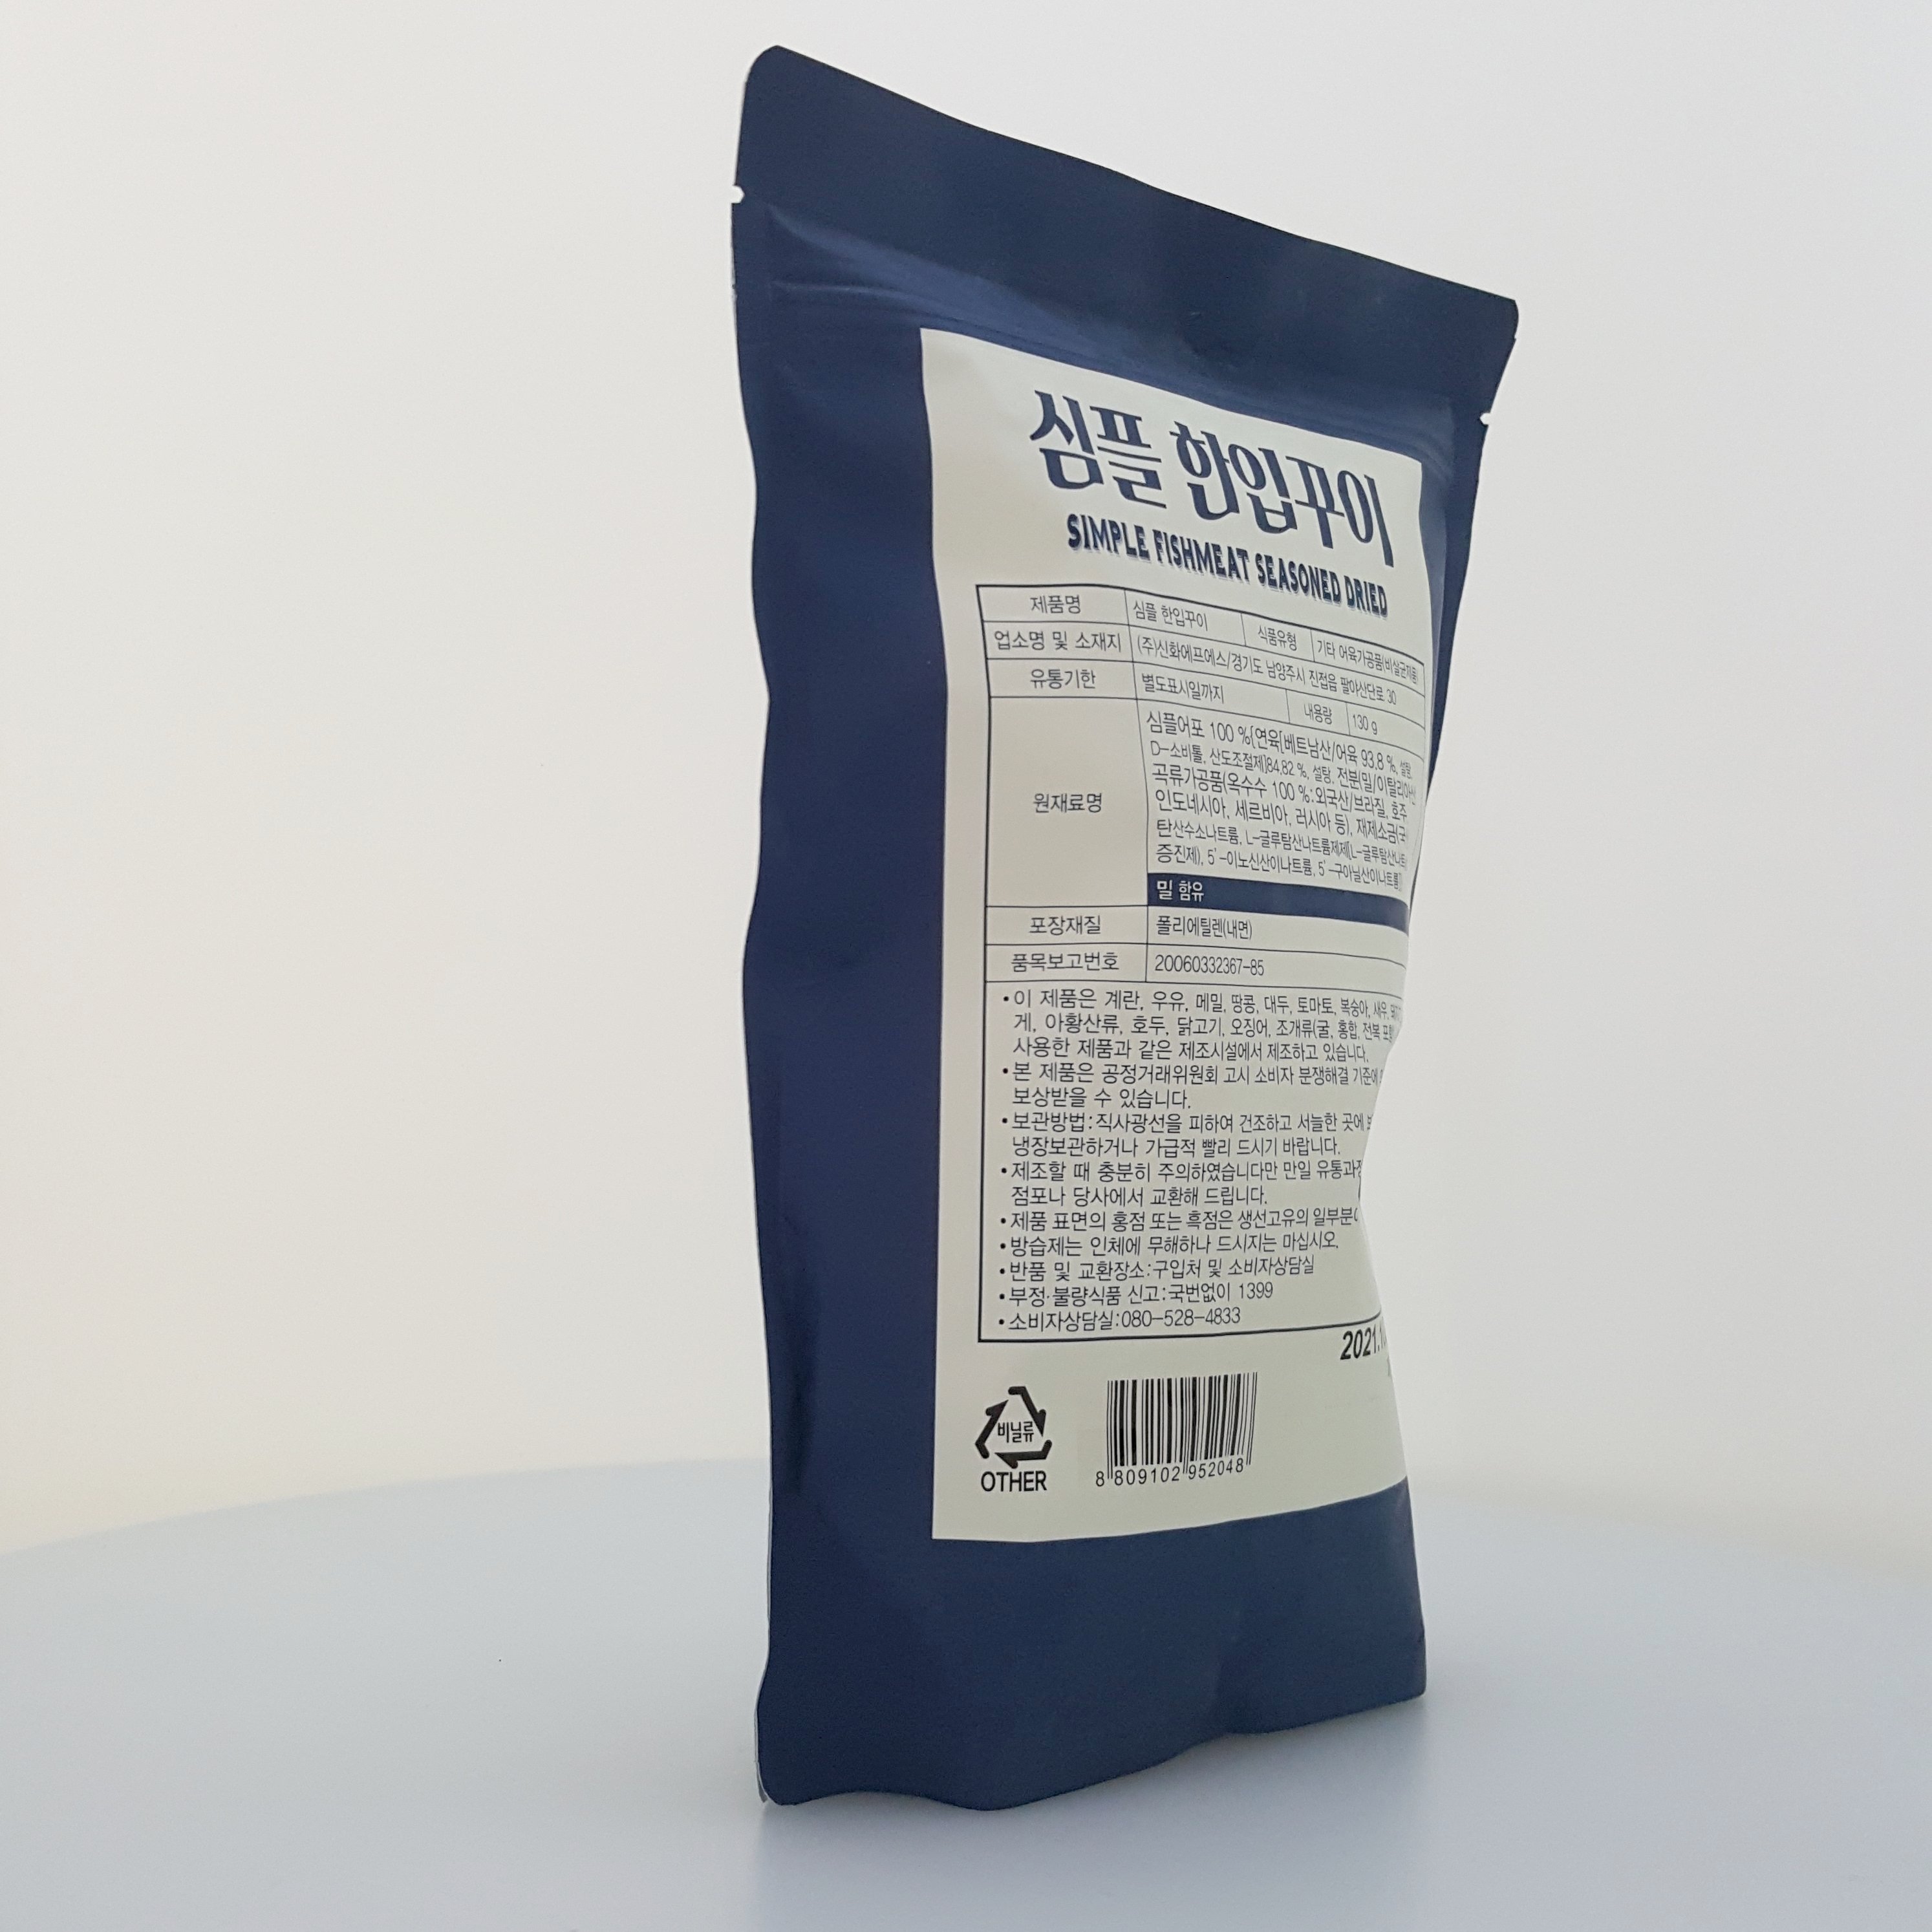 심플 한입꾸이
SIMPLE FISHMEAT SEASONED DRIED
제품명 심플 한입꾸이 식품유형 기타 어육가공품(비살균제품)
업소명 및 소재지 (주)신화에프에스/경기도 남양주시 진접읍 팔야산단로 30
유통기한 별도표시일까지 내용량 130 g
원재료명
심플어포 100 %[연육[베트남산/어육 93.8 %, 설탕,
D-소비톨, 산도조절제]84.82 %, 설탕, 전분(밀/이탈리아산
곡류가공품(옥수수 100 %:외국산/브라질, 호주
인도네시아, 세르비아, 러시아 등), 재제소금(국
탄산수소나트륨, L-글루탐산나트륨제제[L-글루탐산나트
증진제), 5'-이노신산이나트륨, 5'-구아닐산이나트륨]]
밀 함유
포장재질 폴리에틸렌(내면)
품목보고번호 20060332367-85
•이 제품은 계란, 우유, 메밀, 땅콩, 대두, 토마토, 복숭아, 새우,
게, 아황산류, 호두, 닭고기, 오징어, 조개류(굴, 홍합, 전복
사용한 제품과 같은 제조시설에서 제조하고 있습니다.
•본 제품은 공정거래위원회 고시 소비자 분쟁해결 기준에
보상받을 수 있습니다.
•보관방법:직사광선을 피하여 건조하고 서늘한 곳에
냉장보관하거나 가급적 빨리 드시기 바랍니다.
•제조할 때 충분히 주의하였습니다만 만일 유통과정
점포나 당사에서 교환해 드립니다.
•제품 표면의 홍점 또는 흑점은 생선고유의 일부분이
•방습제는 인체에 무해하나 드시지는 마십시오.
•반품 및 교환장소:구입처 및 소비자상담실
•부정·불량식품 신고:국번없이 1399
•소비자상담실:080-528-4833
2021.1
비닐류
OTHER
8 809102 952048